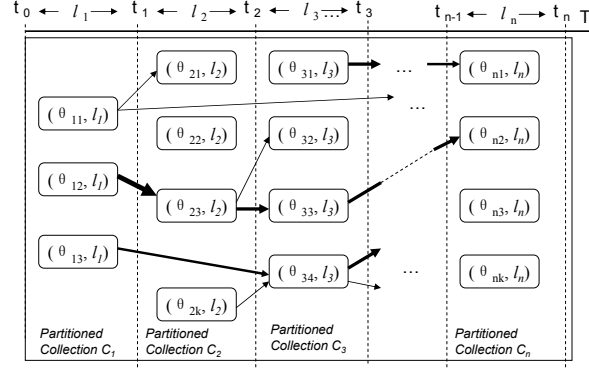 t0 l1 t1 l2 t2 l3 ... t3 tn-1 ln tn T
(θ21, l2) (θ31, l3) ... (θn1, ln)
(θ11, l1) ...
(θ22, l2) (θ32, l3) (θn2, ln)
(θ12, l1) (θ23, l2) (θ33, l3) (θn3, ln)
(θ13, l1) (θ34, l3) ... (θnk, ln)
(θ2k, l2)
Partitioned Collection C1
Partitioned Collection C2
Partitioned Collection C3
Partitioned Collection Cn